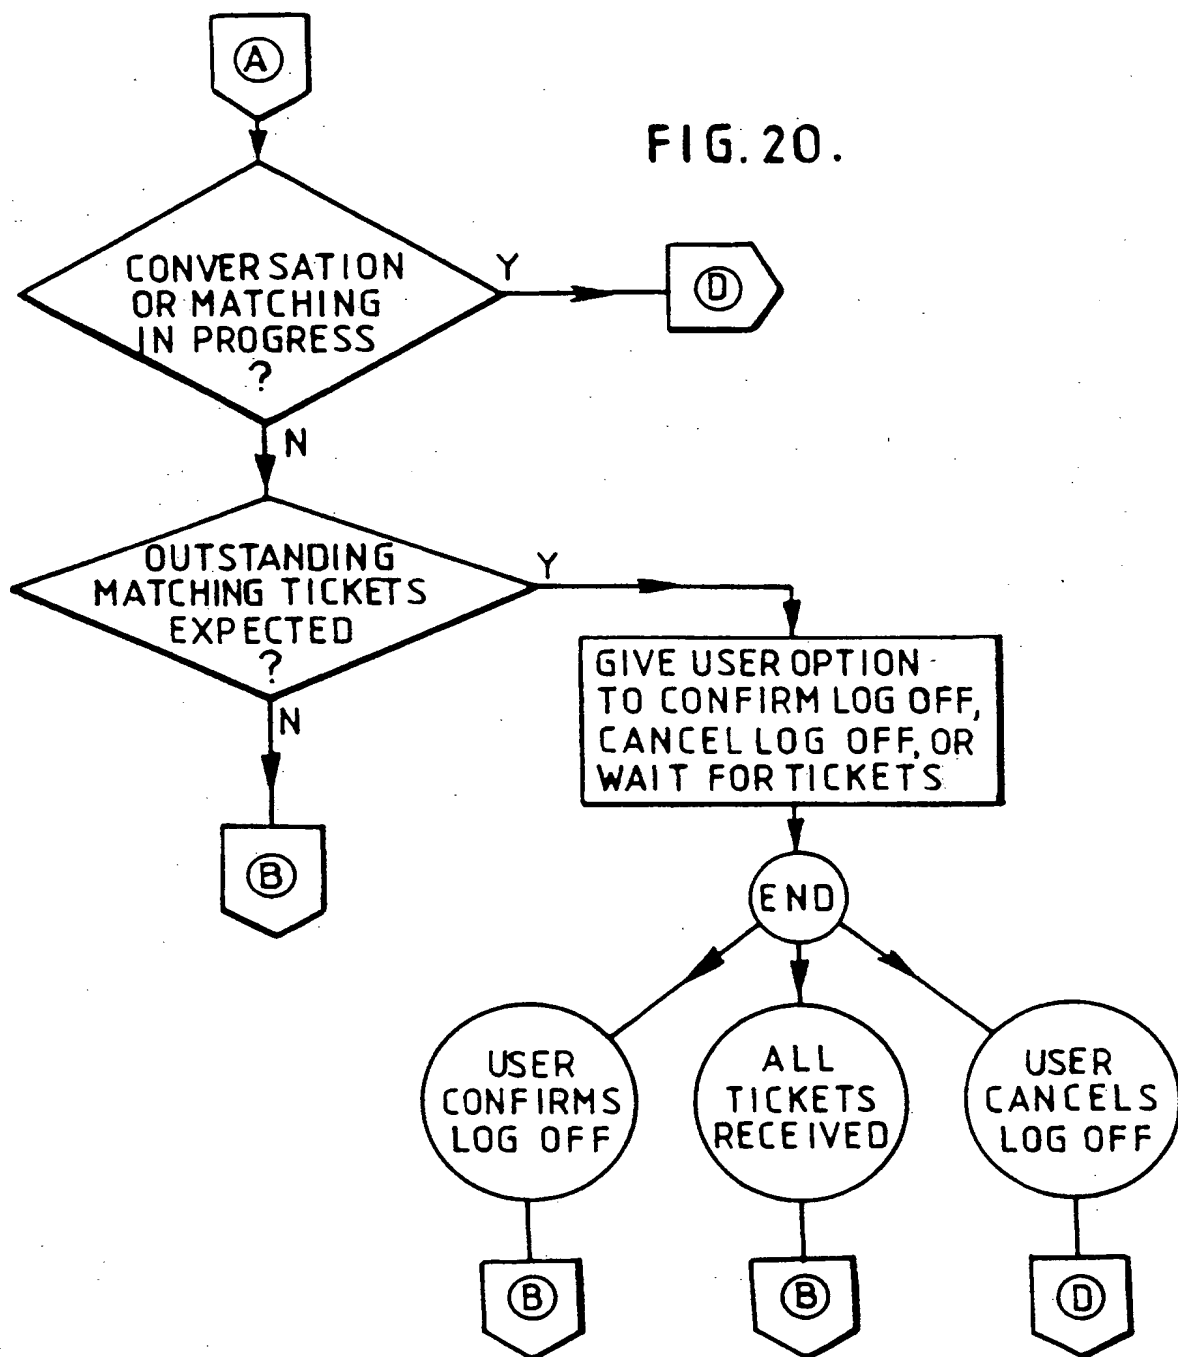 A
FIG. 20.
CONVERSATION
OR MATCHING
IN PROGRESS
?
Y
D
N
OUTSTANDING
MATCHING TICKETS
EXPECTED
?
Y
N
GIVE USER OPTION
TO CONFIRM LOG OFF,
CANCEL LOG OFF, OR
WAIT FOR TICKETS
B
END
USER
CONFIRMS
LOG OFF
ALL
TICKETS
RECEIVED
USER
CANCELS
LOG OFF
B
B
D